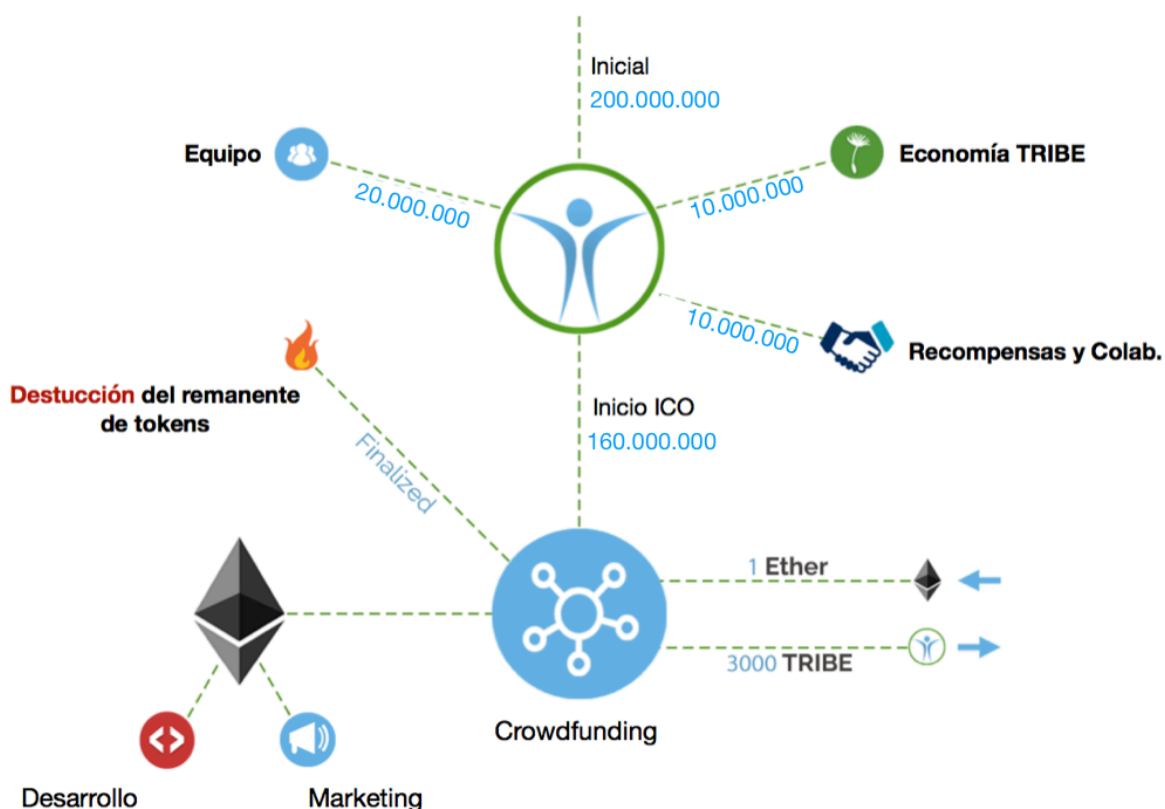 Inicial
200.000.000
Equipo
20.000.000
Economía TRIBE
10.000.000
10.000.000
Recompensas y Colab.
Destucción del remanente
de tokens
Inicio ICO
160.000.000
Finalized
1 Ether
3000 TRIBE
Crowdfunding
Desarrollo
Marketing